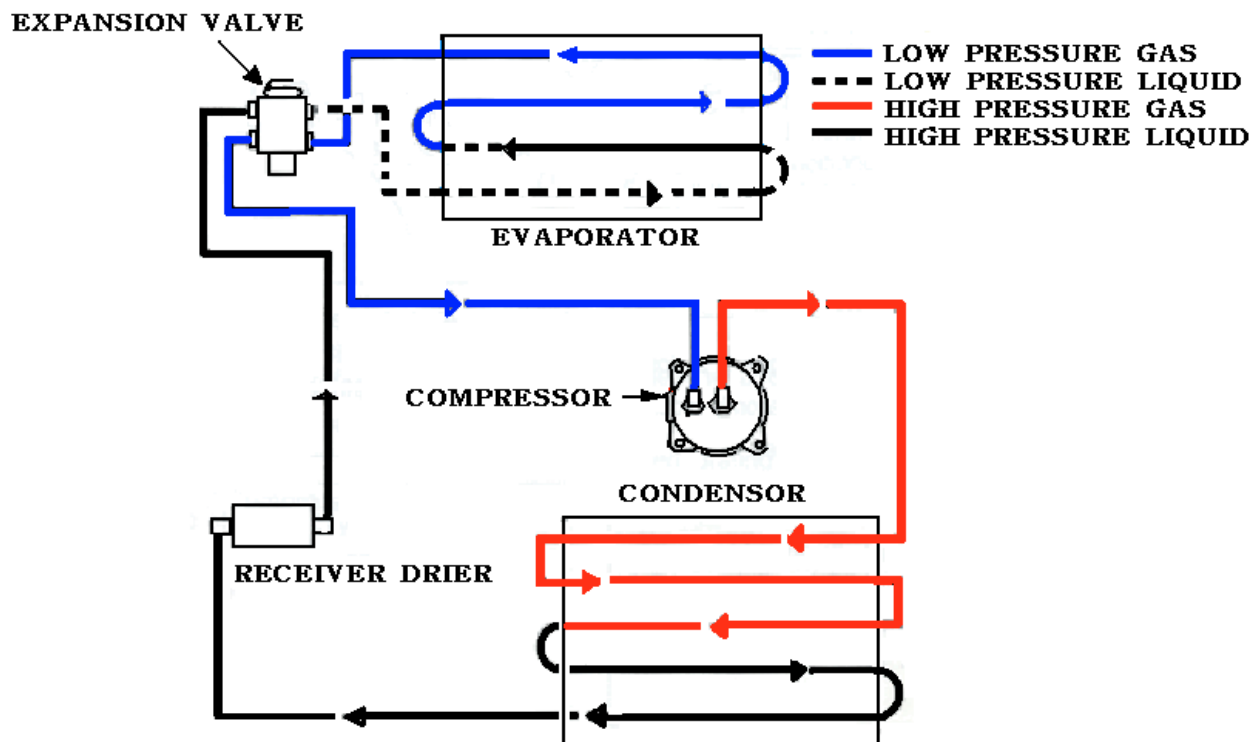 EXPANSION VALVE
LOW PRESSURE GAS
LOW PRESSURE LIQUID
HIGH PRESSURE GAS
HIGH PRESSURE LIQUID
EVAPORATOR
COMPRESSOR
CONDENSOR
RECEIVER DRIER